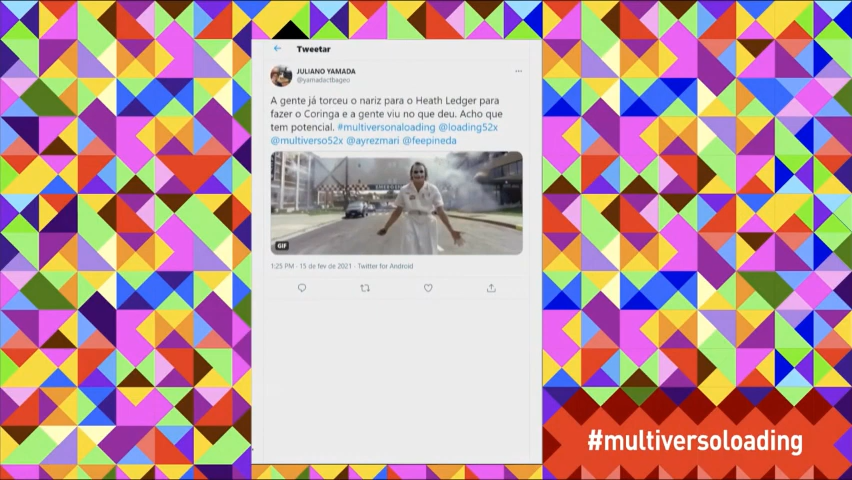 Tweetar
JULIANO YAMADA
@yamadactbageo
A gente já torceu o nariz para o Heath Ledger para
fazer o Coringa e a gente viu no que deu. Acho que
tem potencial. #multiversonaloading @loading52x
@multiverso52x @ayrezmari @feepineda
GIF
1:25 PM · 15 de fev de 2021 · Twitter for Android
#multiversoloading